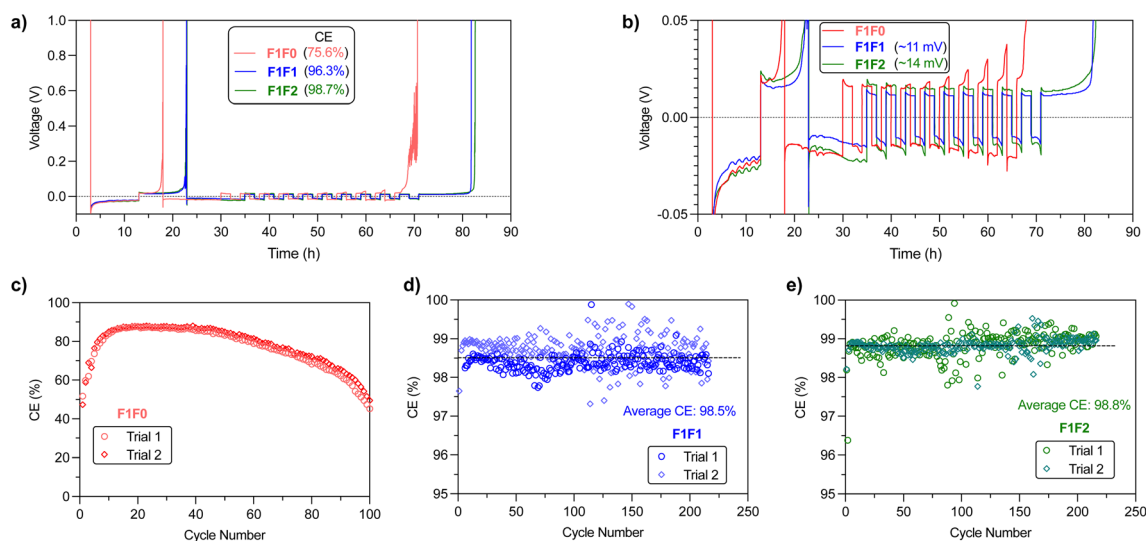 a)
CE
F1F0 (75.6%)
F1F1 (96.3%)
F1F2 (98.7%)
Voltage (V)
1.0
0.8
0.6
0.4
0.2
0.0
0 10 20 30 40 50 60 70 80 90
Time (h)
b)
F1F0
F1F1 (~11 mV)
F1F2 (~14 mV)
Voltage (V)
0.05
0.00
-0.05
0 10 20 30 40 50 60 70 80 90
Time (h)
c)
CE (%)
100
80
60
40
20
0
F1F0
Trial 1
Trial 2
0 20 40 60 80 100
Cycle Number
d)
CE (%)
100
99
98
97
96
95
Average CE: 98.5%
F1F1
Trial 1
Trial 2
0 50 100 150 200 250
Cycle Number
e)
CE (%)
100
99
98
97
96
95
Average CE: 98.8%
F1F2
Trial 1
Trial 2
0 50 100 150 200 250
Cycle Number